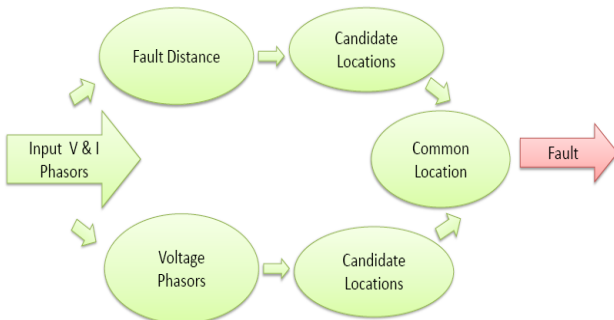 Fault Distance
Candidate
Locations
Input V & I
Phasors
Common
Location
Fault
Voltage
Phasors
Candidate
Locations